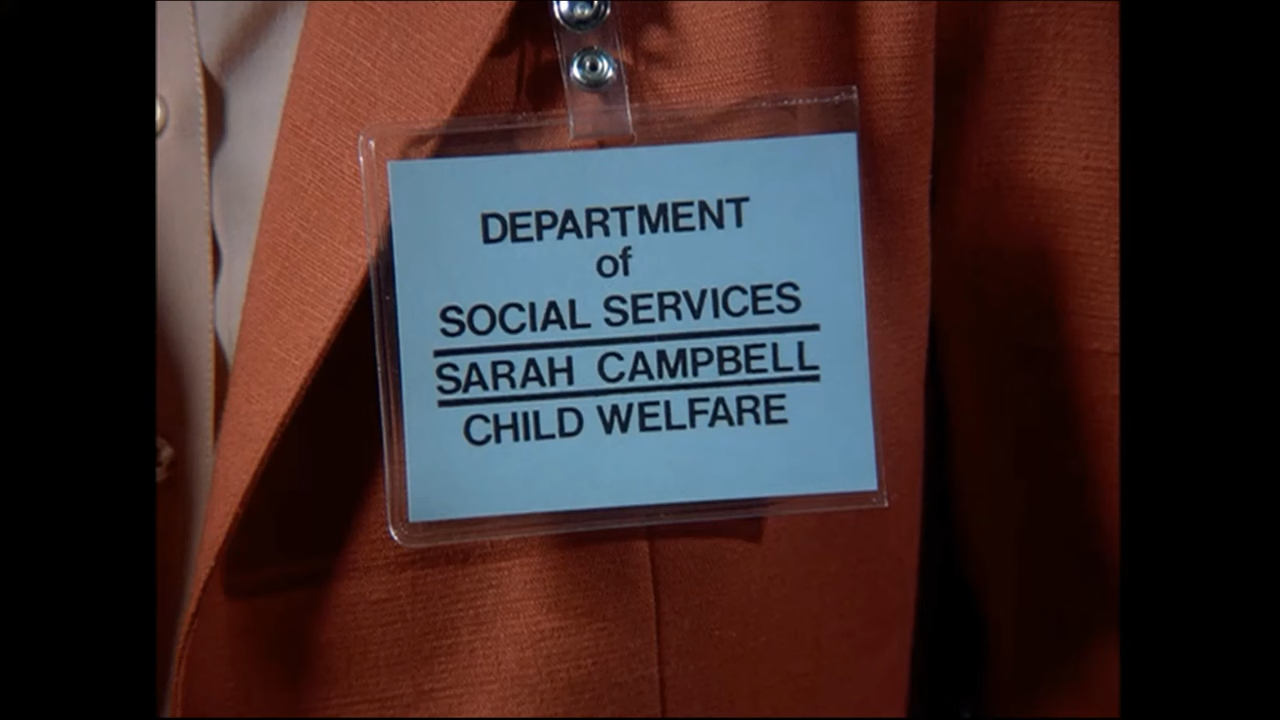 DEPARTMENT
of
SOCIAL SERVICES
SARAH CAMPBELL
CHILD WELFARE